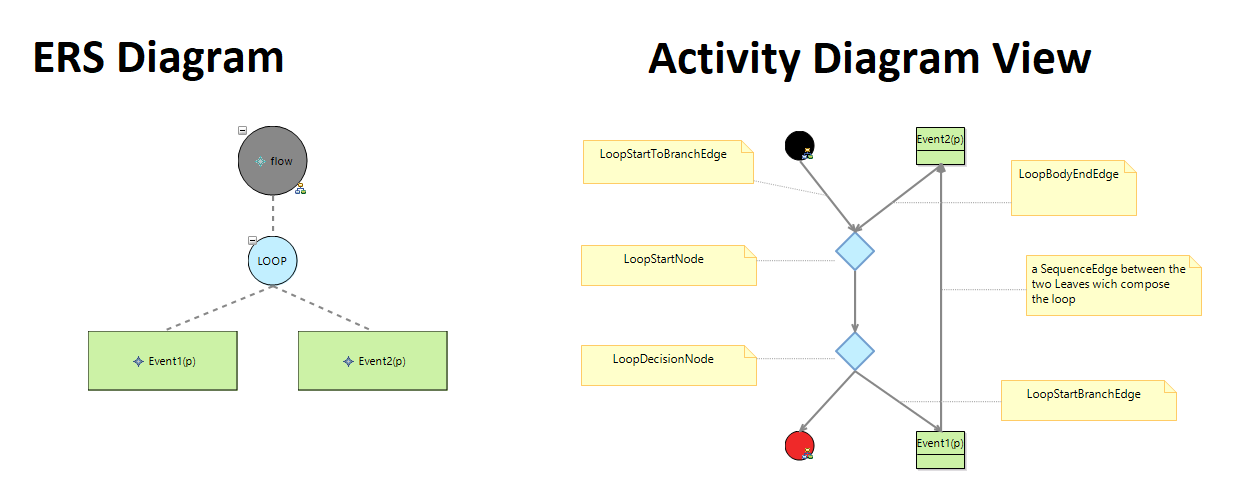 ERS Diagram
Activity Diagram View
flow
LOOP
Event1(p)
Event2(p)
LoopStartToBranchEdge
Event2(p)
LoopBodyEndEdge
LoopStartNode
a SequenceEdge between the
two Leaves wich compose
the loop
LoopDecisionNode
LoopStartBranchEdge
Event1(p)